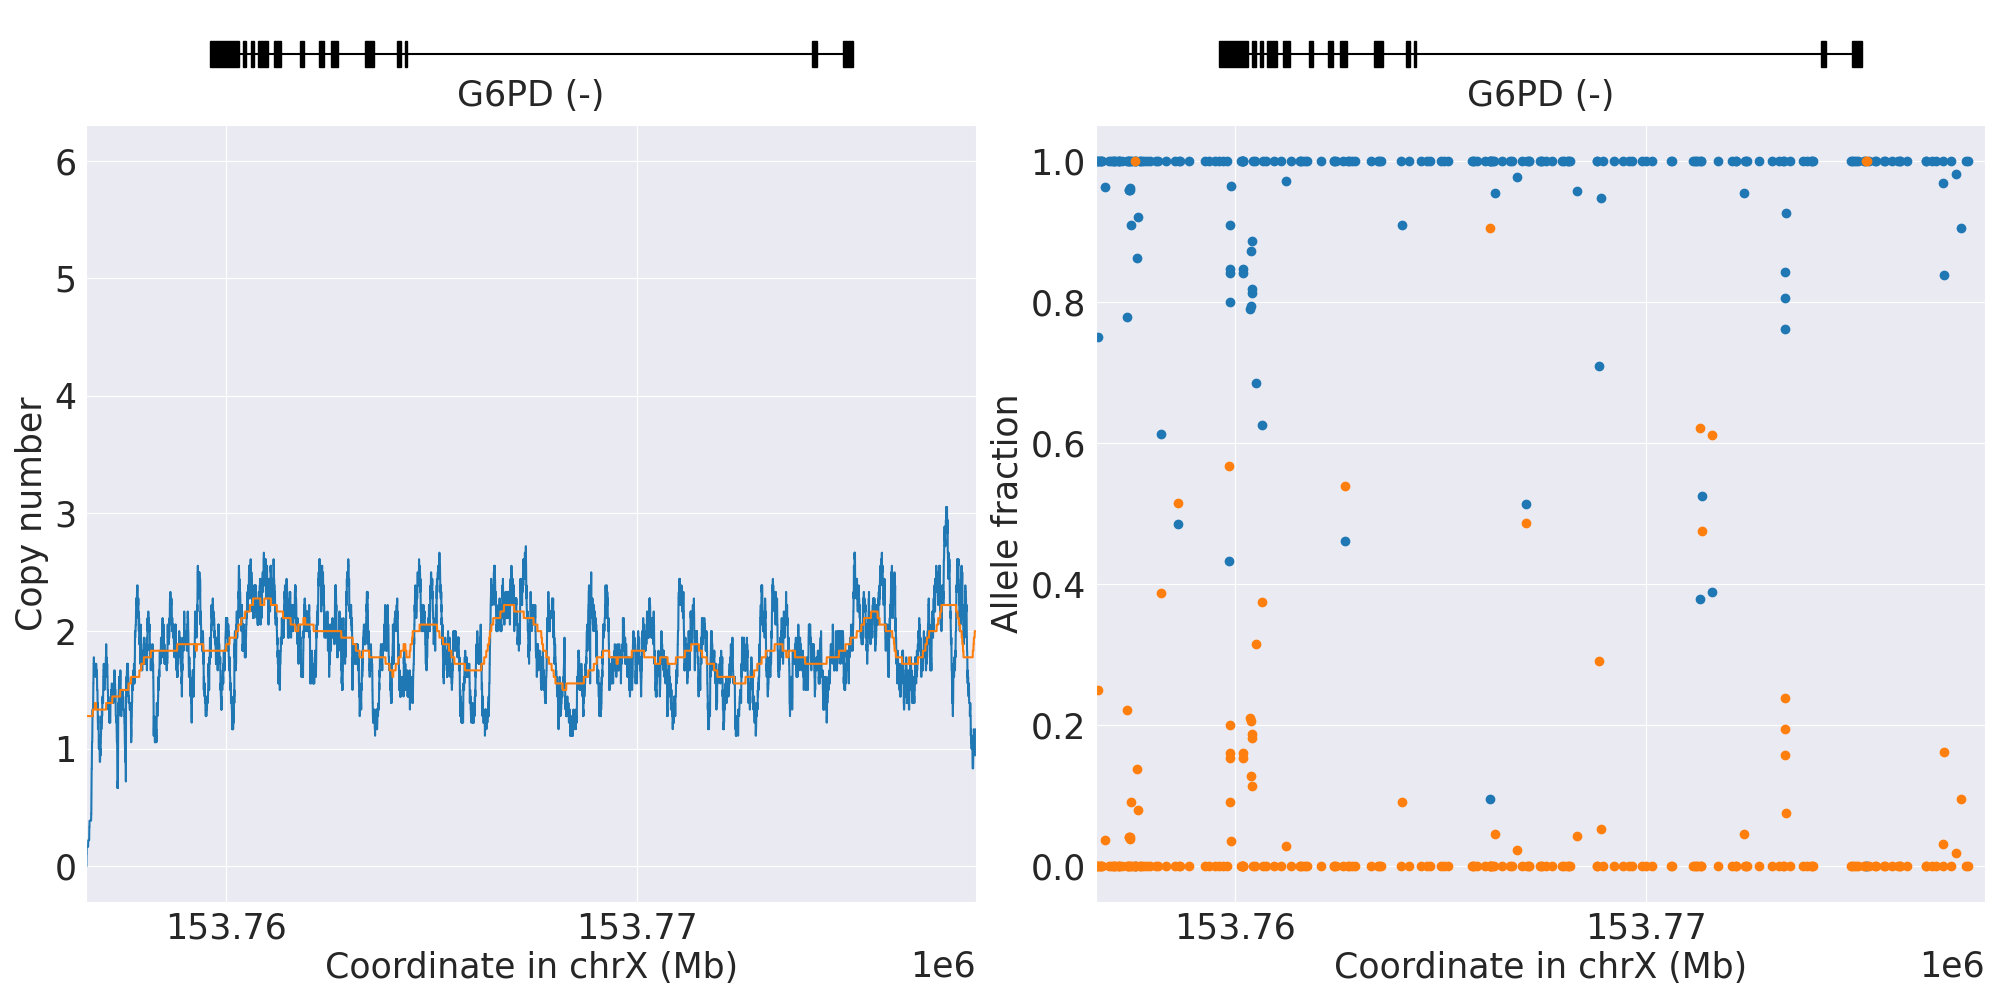 G6PD (-)
6
5
4
3
2
1
0
Copy number
153.76
153.77
Coordinate in chrX (Mb)
1e6
G6PD (-)
1.0
0.8
0.6
0.4
0.2
0.0
Allele fraction
153.76
153.77
Coordinate in chrX (Mb)
1e6